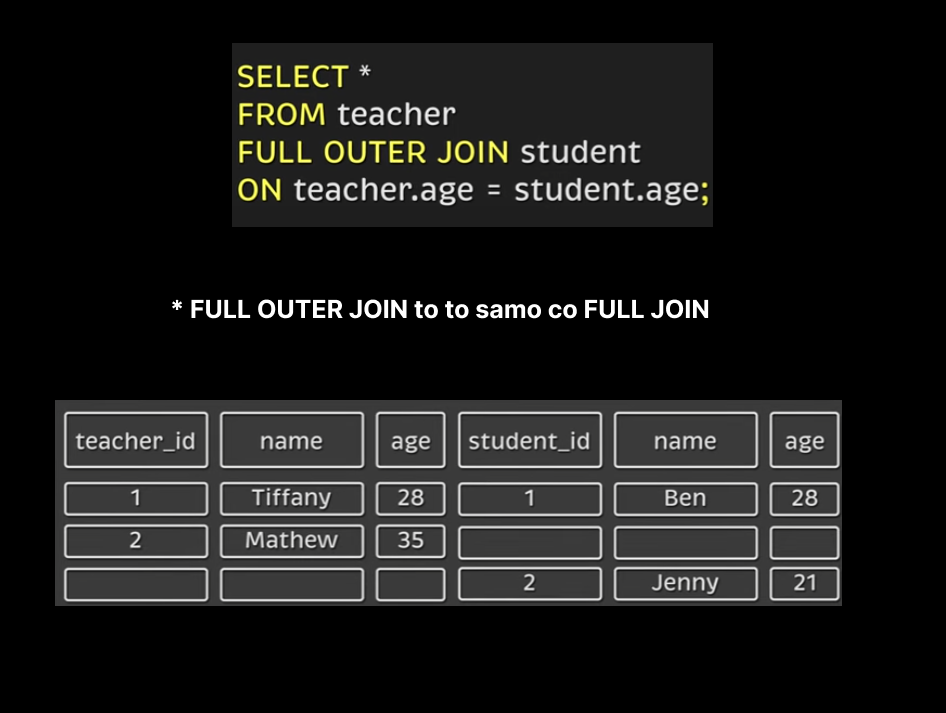 SELECT *
FROM teacher
FULL OUTER JOIN student
ON teacher.age = student.age;
* FULL OUTER JOIN to to samo co FULL JOIN
teacher_id name age student_id name age
1 Tiffany 28 1 Ben 28
2 Mathew 35
2 Jenny 21